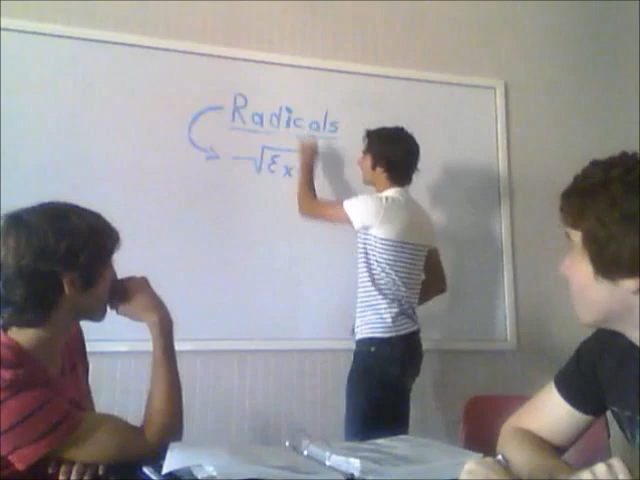 Radicals
→ √Ex